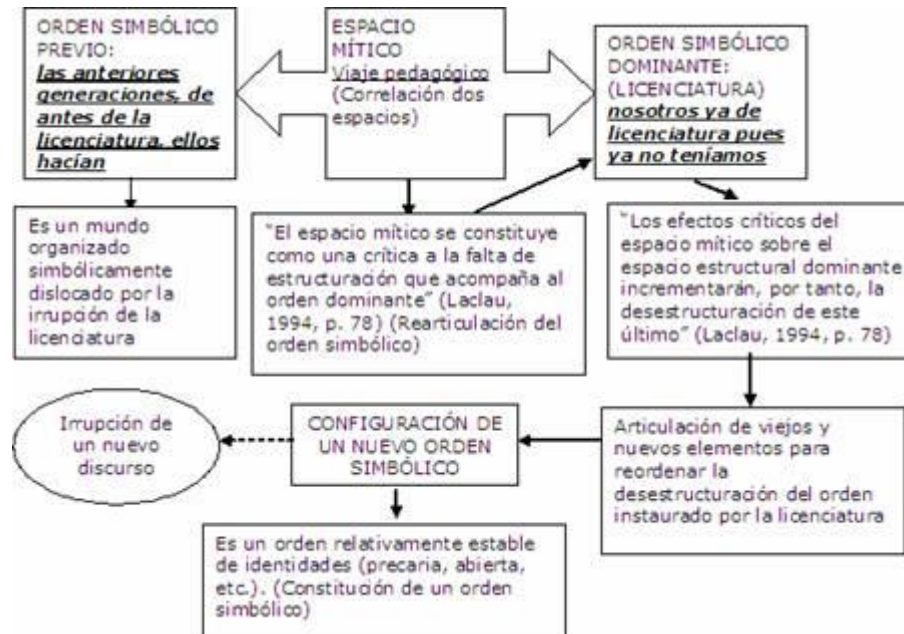 ORDEN SIMBÓLICO
PREVIO:
las anteriores
generaciones, de
antes de la
licenciatura, ellos
hacían
ESPACIO
MÍTICO
Viaje pedagógico
(Correlación dos
espacios)
ORDEN SIMBÓLICO
DOMINANTE:
(LICENCIATURA)
nosotros ya de
licenciatura pues
ya no teníamos
Es un mundo
organizado
simbólicamente
dislocado por la
irrupción de la
licenciatura
"El espacio mítico se constituye
como una crítica a la falta de
estructuración que acompaña al
orden dominante" (Laclau,
1994, p. 78) (Rearticulación del
orden simbólico)
"Los efectos críticos del
espacio mítico sobre el
espacio estructural dominante
incrementarán, por tanto, la
desestructuración de este
último" (Laclau, 1994, p. 78)
Irrupción de
un nuevo
discurso
CONFIGURACIÓN DE
UN NUEVO ORDEN
SIMBÓLICO
Articulación de viejos y
nuevos elementos para
reordenar la
desestructuración del orden
instaurado por la licenciatura
Es un orden relativamente estable
de identidades (precaria, abierta,
etc.). (Constitución de un orden
simbólico)